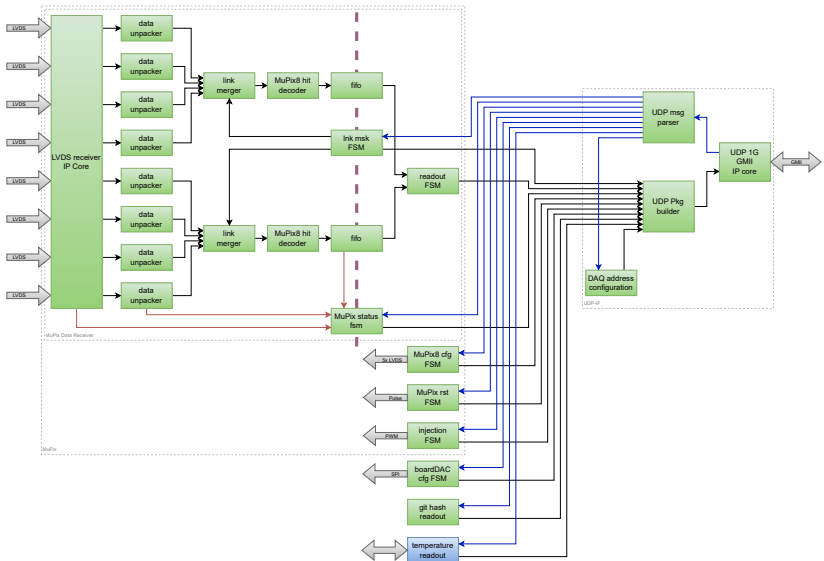 LVDS
LVDS
LVDS
LVDS
LVDS
LVDS
LVDS
LVDS
LVDS receiver
IP Core
data
unpacker
data
unpacker
data
unpacker
data
unpacker
data
unpacker
data
unpacker
data
unpacker
data
unpacker
link
merger
MuPix8 hit
decoder
fifo
lnk msk
FSM
readout
FSM
link
merger
MuPix8 hit
decoder
fifo
MuPix status
fsm
MuPix Data Receiver
5x LVDS
MuPix8 cfg
FSM
Pulse
MuPix rst
FSM
PWM
injection
FSM
MuPix
SPI
boardDAC
cfg FSM
git hash
readout
temperature
readout
UDP msg
parser
UDP 1G
GMII
IP core
GMII
UDP Pkg
builder
DAQ address
configuration
UDP-IF